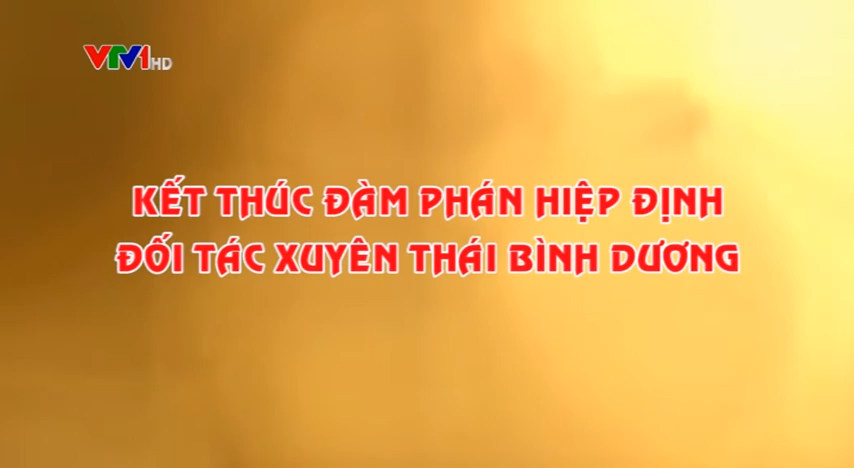 VTV1 HD
KẾT THÚC ĐÀM PHÁN HIỆP ĐỊNH
ĐỐI TÁC XUYÊN THÁI BÌNH DƯƠNG